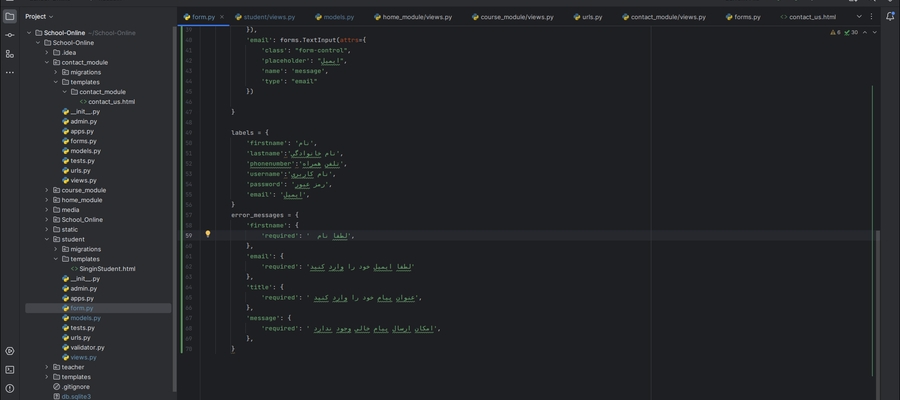 Project
School-Online ~/School-Online
School-Online
.idea
contact_module
migrations
templates
contact_module
contact_us.html
__init__.py
admin.py
apps.py
forms.py
models.py
tests.py
urls.py
views.py
course_module
home_module
media
School_Online
static
student
migrations
templates
SinginStudent.html
__init__.py
admin.py
apps.py
form.py
models.py
tests.py
urls.py
validator.py
views.py
teacher
templates
.gitignore
db.sqlite3
form.py student/views.py models.py home_module/views.py course_module/views.py urls.py contact_module/views.py forms.py contact_us.html
6 30
39 }),
40 'email': forms.TextInput(attrs={
41 'class': "form-control",
42 'placeholder': "ایمیل",
43 'name': 'message',
44 'type': "email"
45 })
46
47 }
48
49 labels = {
50 'firstname': 'نام',
51 'lastname':'نام خانوادگی',
52 'phonenumber':'تلفن همراه',
53 'username':'نام کاربری',
54 'password': 'رمز عبور',
55 'email': 'ایمیل',
56 }
57 error_messages = {
58 'firstname': {
59 'required': ' لطفا نام',
60 },
61 'email': {
62 'required': 'لطفا ایمیل خود را وارد کنید'
63 },
64 'title': {
65 'required': ' عنوان پیام خود را وارد کنید',
66 },
67 'message': {
68 'required': ' امکان ارسال پیام خالی وجود ندارد',
69 },
70 }